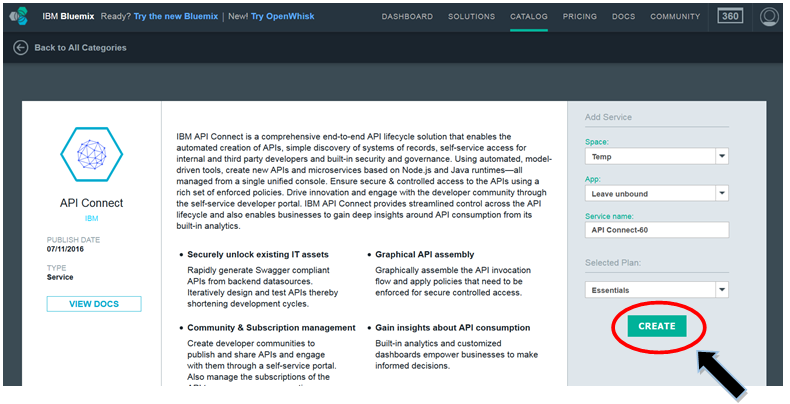 IBM Bluemix Ready? Try the new Bluemix | New! Try OpenWhisk
DASHBOARD SOLUTIONS CATALOG PRICING DOCS COMMUNITY 360
Back to All Categories
API Connect
IBM
PUBLISH DATE
07/11/2016
TYPE
Service
VIEW DOCS
IBM API Connect is a comprehensive end-to-end API lifecycle solution that enables the
automated creation of APIs, simple discovery of systems of records, self-service access for
internal and third party developers and built-in security and governance. Using automated, model-
driven tools, create new APIs and microservices based on Node.js and Java runtimes—all
managed from a single unified console. Ensure secure & controlled access to the APIs using a
rich set of enforced policies. Drive innovation and engage with the developer community through
the self-service developer portal. IBM API Connect provides streamlined control across the API
lifecycle and also enables businesses to gain deep insights around API consumption from its
built-in analytics.
• Securely unlock existing IT assets
Rapidly generate Swagger compliant
APIs from backend datasources.
Iteratively design and test APIs thereby
shortening development cycles.
• Graphical API assembly
Graphically assemble the API invocation
flow and apply policies that need to be
enforced for secure controlled access.
• Community & Subscription management
Create developer communities to
publish and share APIs and engage
with them through a self-service portal.
Also manage the subscriptions of the
• Gain insights about API consumption
Built-in analytics and customized
dashboards empower businesses to make
informed decisions.
Add Service
Space:
Temp
App:
Leave unbound
Service name:
API Connect-60
Selected Plan:
Essentials
CREATE